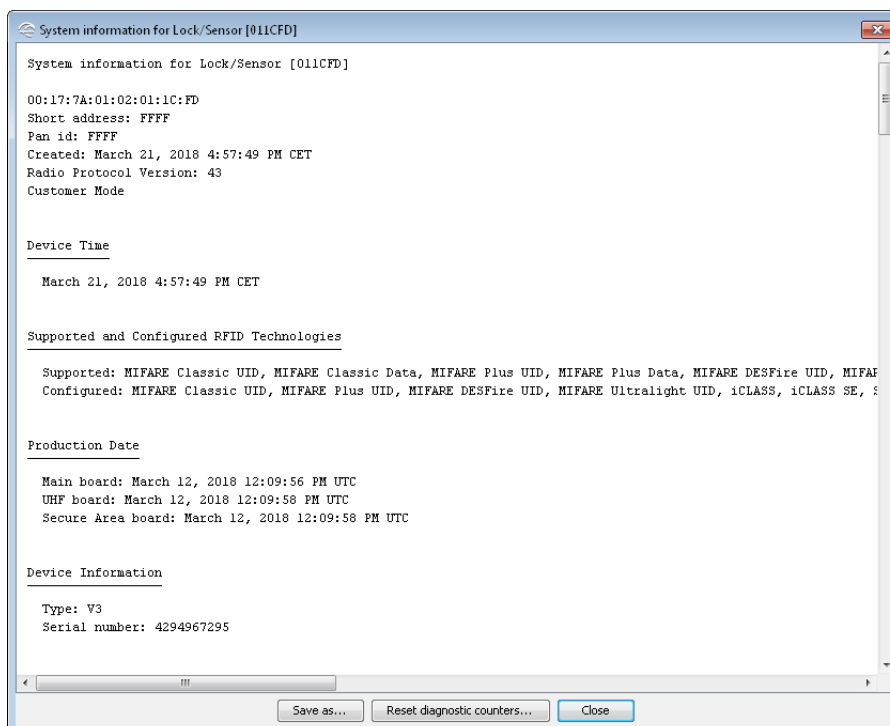 System information for Lock/Sensor [011CFD]
System information for Lock/Sensor [011CFD]
00:17:7A:01:02:01:1C:FD
Short address: FFFF
Pan id: FFFF
Created: March 21, 2018 4:57:49 PM CET
Radio Protocol Version: 43
Customer Mode
Device Time
March 21, 2018 4:57:49 PM CET
Supported and Configured RFID Technologies
Supported: MIFARE Classic UID, MIFARE Classic Data, MIFARE Plus UID, MIFARE Plus Data, MIFARE DESFire UID,
Configured: MIFARE Classic UID, MIFARE Plus UID, MIFARE DESFire UID, MIFARE Ultralight UID, iCLASS, iCLASS SE,
Production Date
Main board: March 12, 2018 12:09:56 PM UTC
UHF board: March 12, 2018 12:09:58 PM UTC
Secure Area board: March 12, 2018 12:09:58 PM UTC
Device Information
Type: V3
Serial number: 4294967295
Save as... Reset diagnostic counters... Close